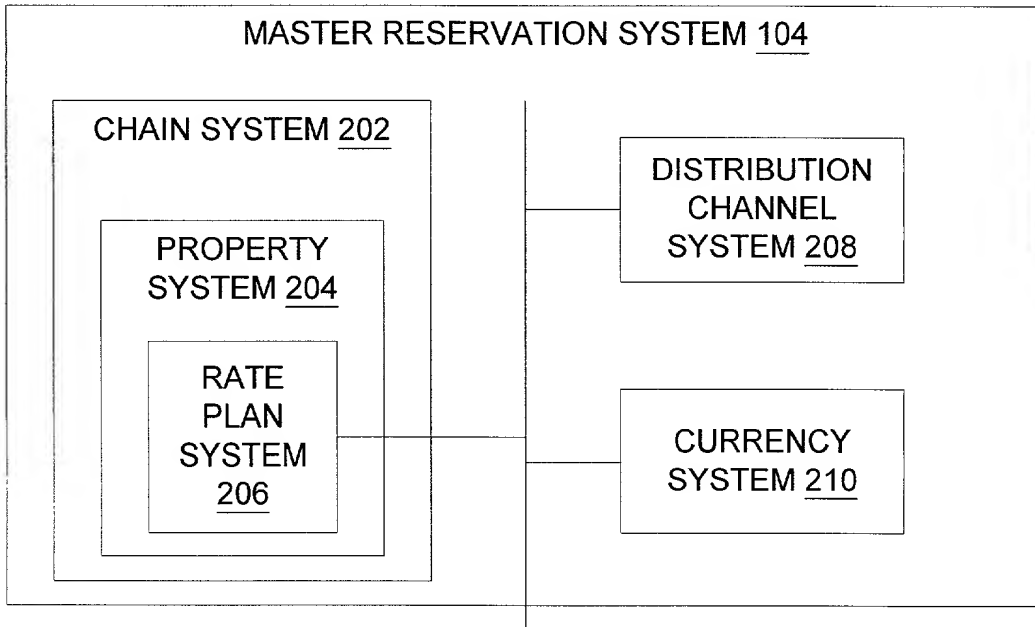 MASTER RESERVATION SYSTEM 104
CHAIN SYSTEM 202
PROPERTY
SYSTEM 204
RATE
PLAN
SYSTEM
206
DISTRIBUTION
CHANNEL
SYSTEM 208
CURRENCY
SYSTEM 210